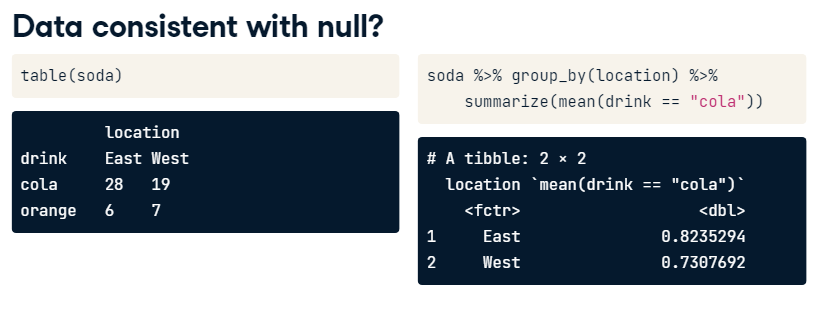 Data consistent with null?
table(soda)
location
drink East West
cola 28 19
orange 6 7
soda %>% group_by(location) %>%
summarize(mean(drink == "cola"))
# A tibble: 2 × 2
location `mean(drink == "cola")`
<fctr> <dbl>
1 East 0.8235294
2 West 0.7307692